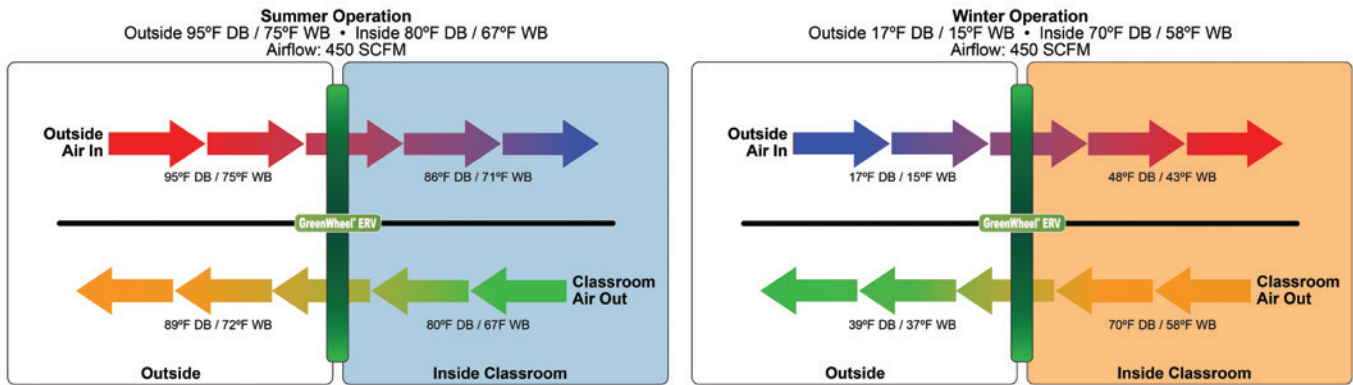 Summer Operation
Outside 95ºF DB / 75ºF WB • Inside 80ºF DB / 67ºF WB
Airflow: 450 SCFM
Outside
Air In
95ºF DB / 75ºF WB
86ºF DB / 71ºF WB
GreenWheel® ERV
Classroom
Air Out
89ºF DB / 72ºF WB
80ºF DB / 67F WB
Outside
Inside Classroom
Winter Operation
Outside 17ºF DB / 15ºF WB • Inside 70ºF DB / 58ºF WB
Airflow: 450 SCFM
Outside
Air In
17ºF DB / 15ºF WB
48ºF DB / 43ºF WB
GreenWheel® ERV
Classroom
Air Out
39ºF DB / 37ºF WB
70ºF DB / 58ºF WB
Outside
Inside Classroom